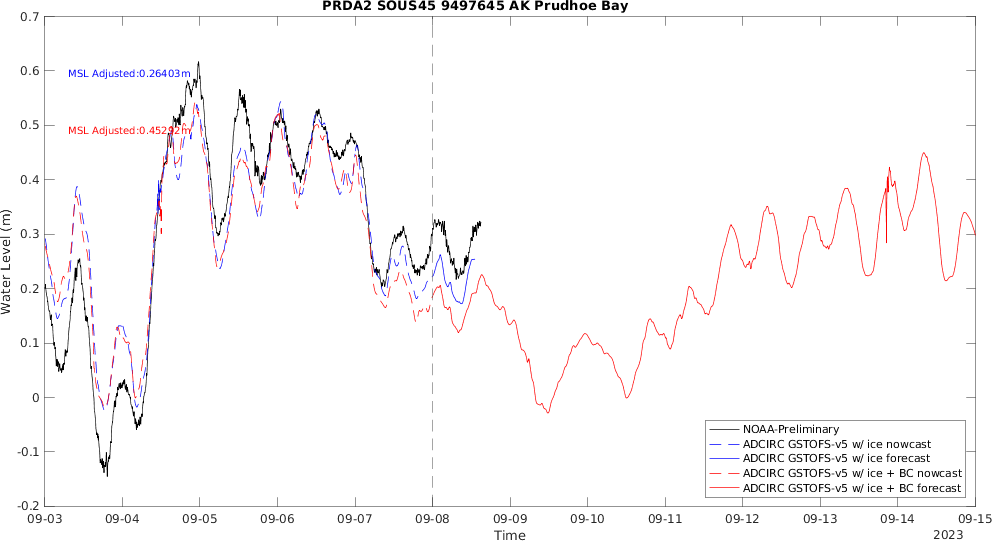 PRDA2 SOUS45 9497645 AK Prudhoe Bay
0.7
0.6
0.5
0.4
0.3
0.2
0.1
0
-0.1
-0.2
Water Level (m)
MSL Adjusted:0.26403m
MSL Adjusted:0.45292m
NOAA-Preliminary
ADCIRC GSTOFS-v5 w/ ice nowcast
ADCIRC GSTOFS-v5 w/ ice forecast
ADCIRC GSTOFS-v5 w/ ice + BC nowcast
ADCIRC GSTOFS-v5 w/ ice + BC forecast
09-03 09-04 09-05 09-06 09-07 09-08 09-09 09-10 09-11 09-12 09-13 09-14 09-15
Time
2023